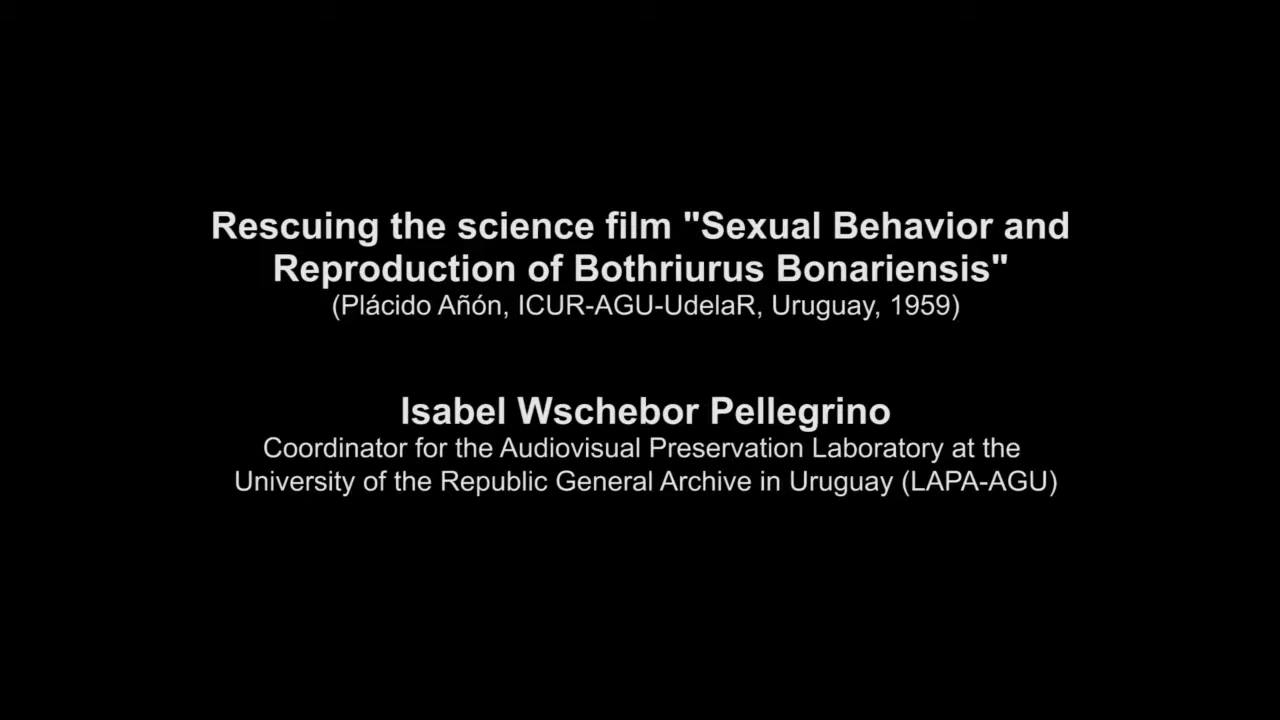 Rescuing the science film "Sexual Behavior and
Reproduction of Bothriurus Bonariensis"
(Plácido Añón, ICUR-AGU-UdelaR, Uruguay, 1959)
Isabel Wschebor Pellegrino
Coordinator for the Audiovisual Preservation Laboratory at the
University of the Republic General Archive in Uruguay (LAPA-AGU)